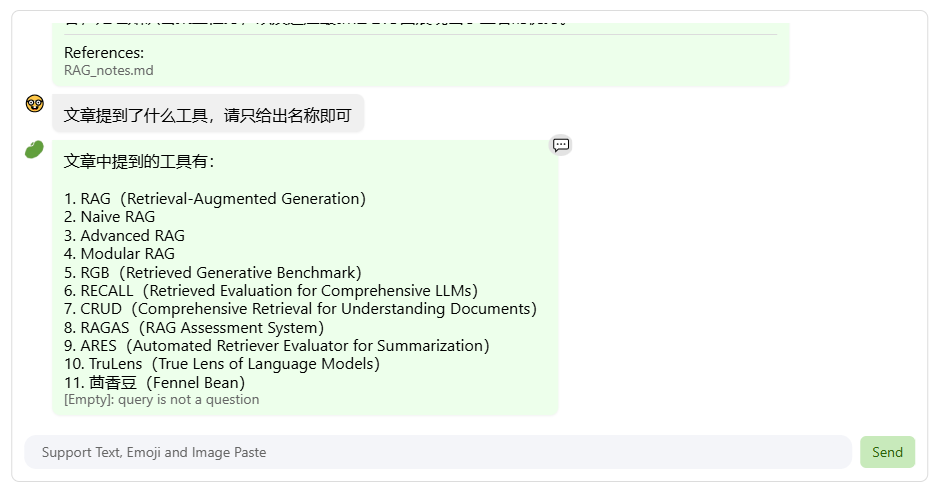 References:
RAG_notes.md
文章提到了什么工具，请只给出名称即可
文章中提到的工具有：
1. RAG（Retrieval-Augmented Generation）
2. Naive RAG
3. Advanced RAG
4. Modular RAG
5. RGB（Retrieved Generative Benchmark）
6. RECALL（Retrieved Evaluation for Comprehensive LLMs）
7. CRUD（Comprehensive Retrieval for Understanding Documents）
8. RAGAS（RAG Assessment System）
9. ARES（Automated Retriever Evaluator for Summarization）
10. TruLens（True Lens of Language Models）
11. 茴香豆（Fennel Bean）
[Empty]: query is not a question
Support Text, Emoji and Image Paste
Send